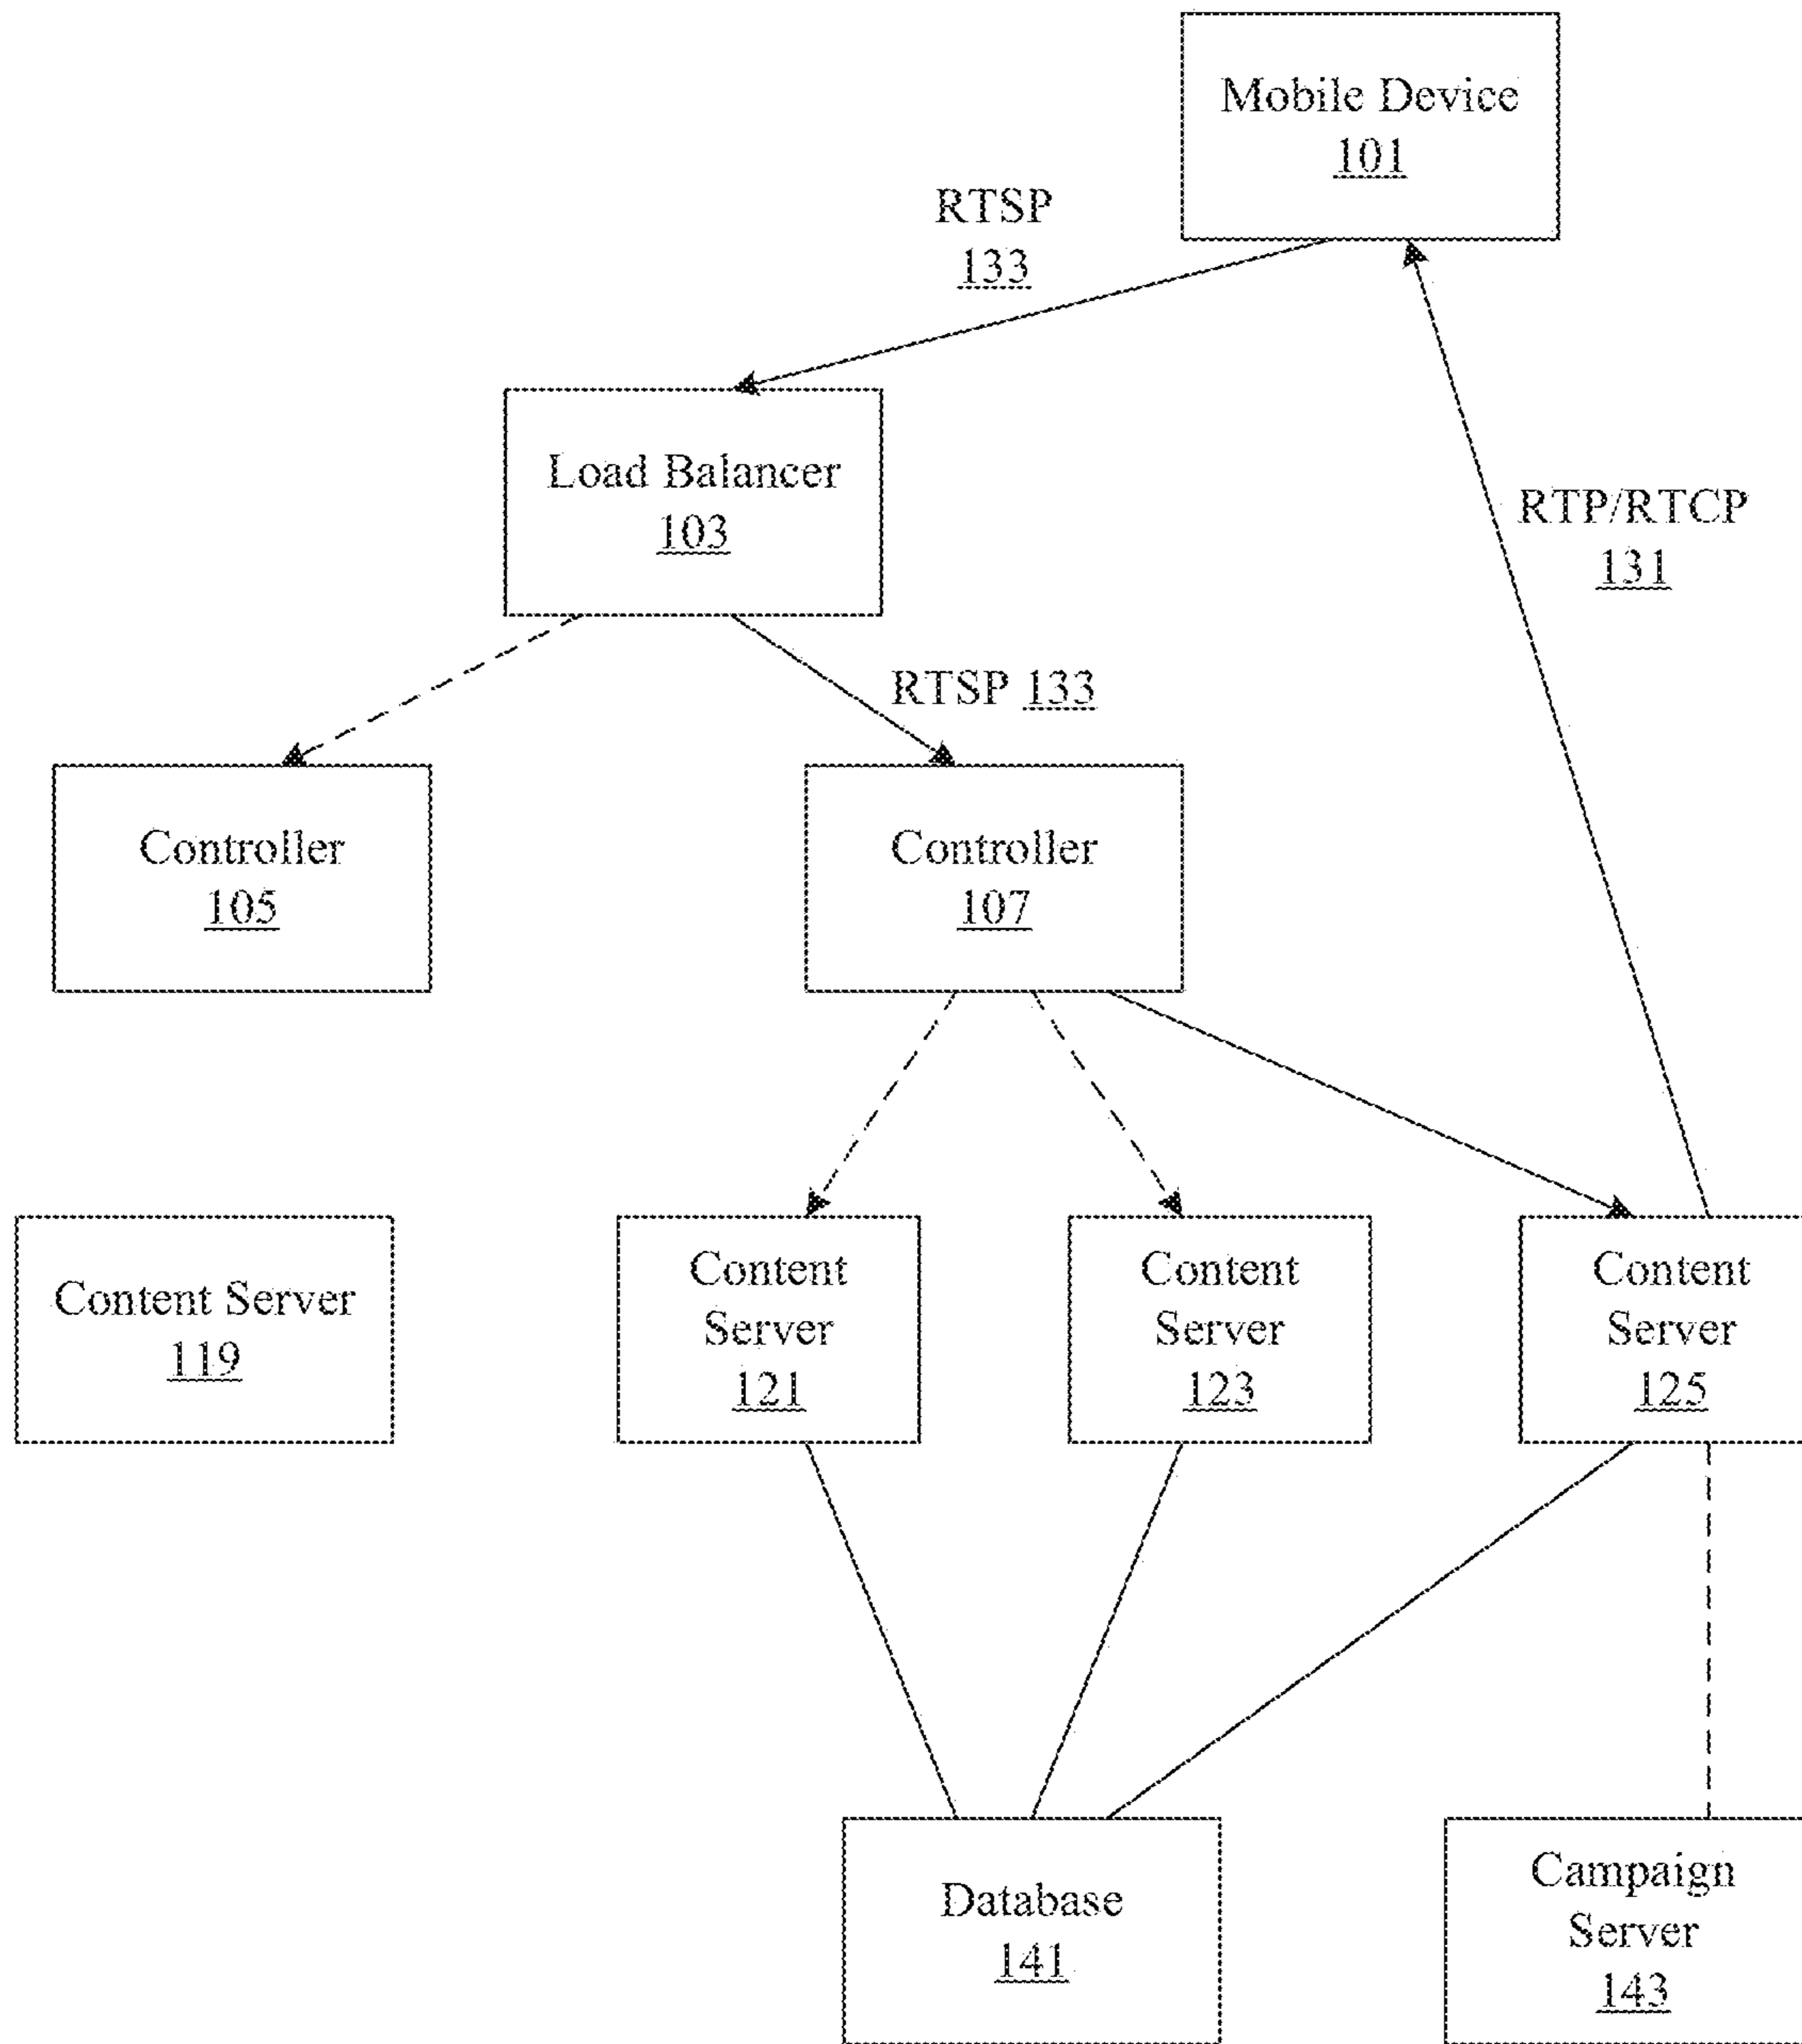 Mobile Device
101
RTSP
133
Load Balancer
103
RTP/RTCP
131
RTSP 133
Controller
105
Controller
107
Content Server
119
Content
Server
121
Content
Server
123
Content
Server
125
Database
141
Campaign
Server
143